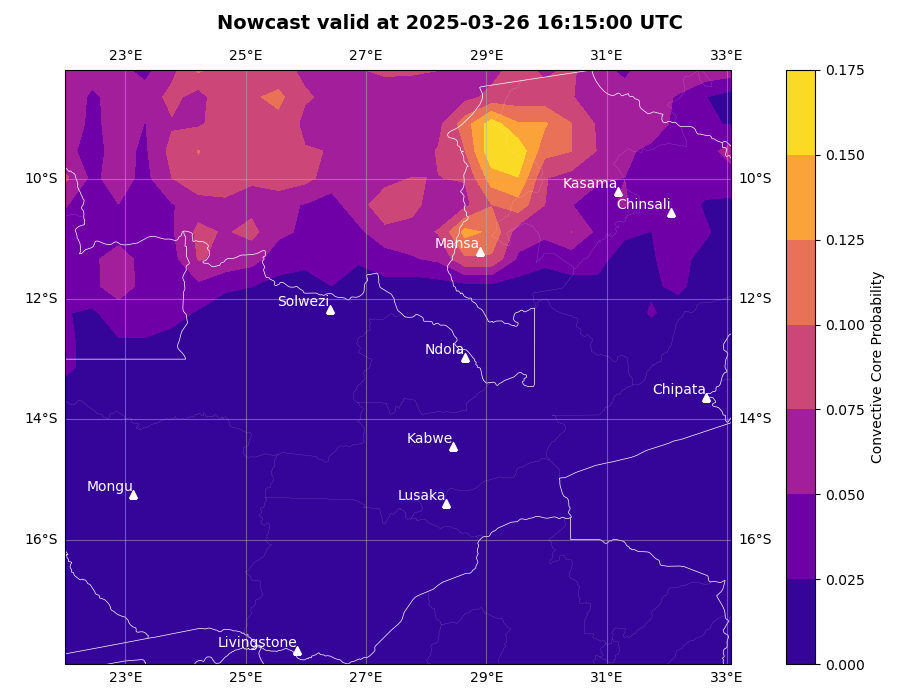 Nowcast valid at 2025-03-26 16:15:00 UTC
23°E 25°E 27°E 29°E 31°E 33°E
0.175
0.150
10°S 10°S
Kasama
Chinsali
Mansa
0.125
12°S 12°S
Solwezi
0.100
Ndola
Chipata
0.075
14°S 14°S
Kabwe
Mongu
Lusaka
0.050
16°S 16°S
0.025
Livingstone
0.000
23°E 25°E 27°E 29°E 31°E 33°E
Convective Core Probability